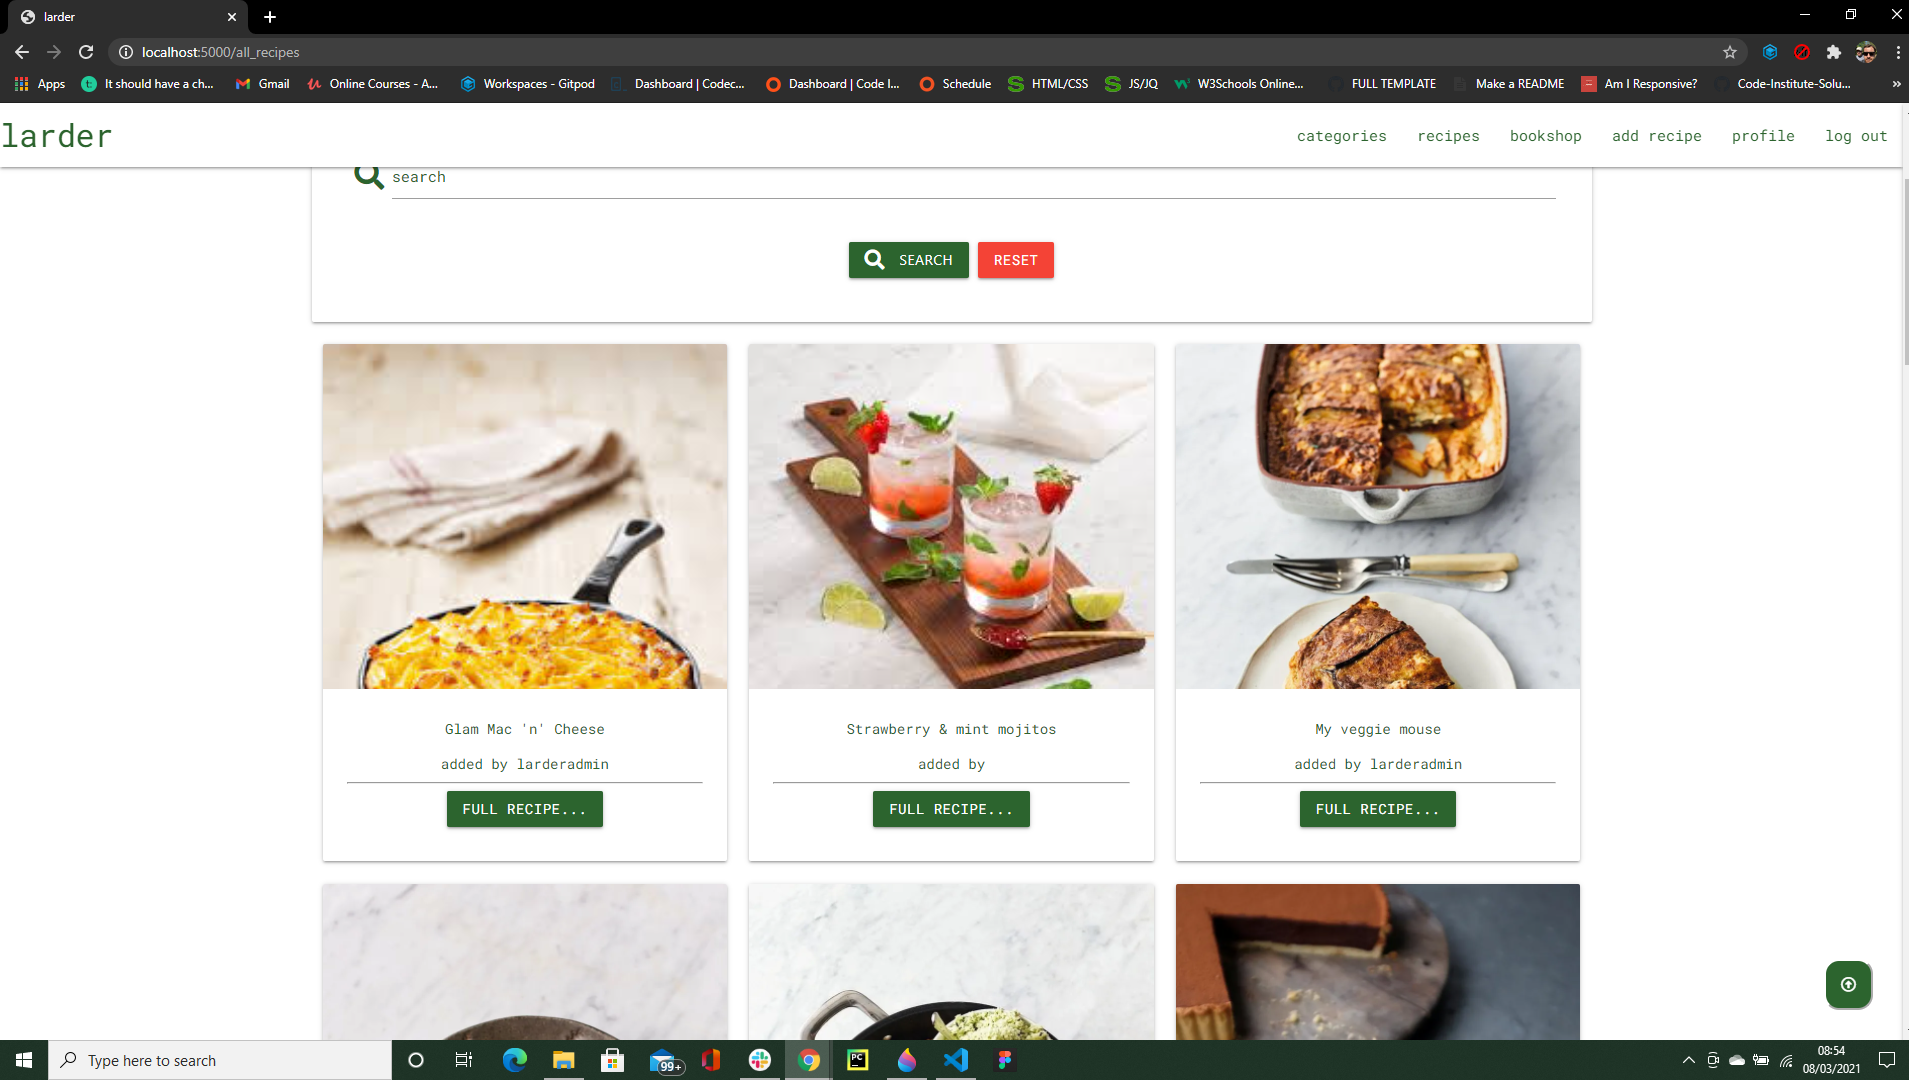 larder
localhost:5000/all_recipes
Apps
It should have a ch...
Gmail
Online Courses - A...
Workspaces - Gitpod
Dashboard | Codec...
Dashboard | Code I...
Schedule
HTML/CSS
JS/JQ
W3Schools Online...
FULL TEMPLATE
Make a README
Am I Responsive?
Code-Institute-Solu...
larder
categories
recipes
bookshop
add recipe
profile
log out
search
SEARCH
RESET
Glam Mac 'n' Cheese
added by larderadmin
FULL RECIPE...
Strawberry & mint mojitos
added by
FULL RECIPE...
My veggie mouse
added by larderadmin
FULL RECIPE...
Type here to search
99+
PC
08:54
08/03/2021